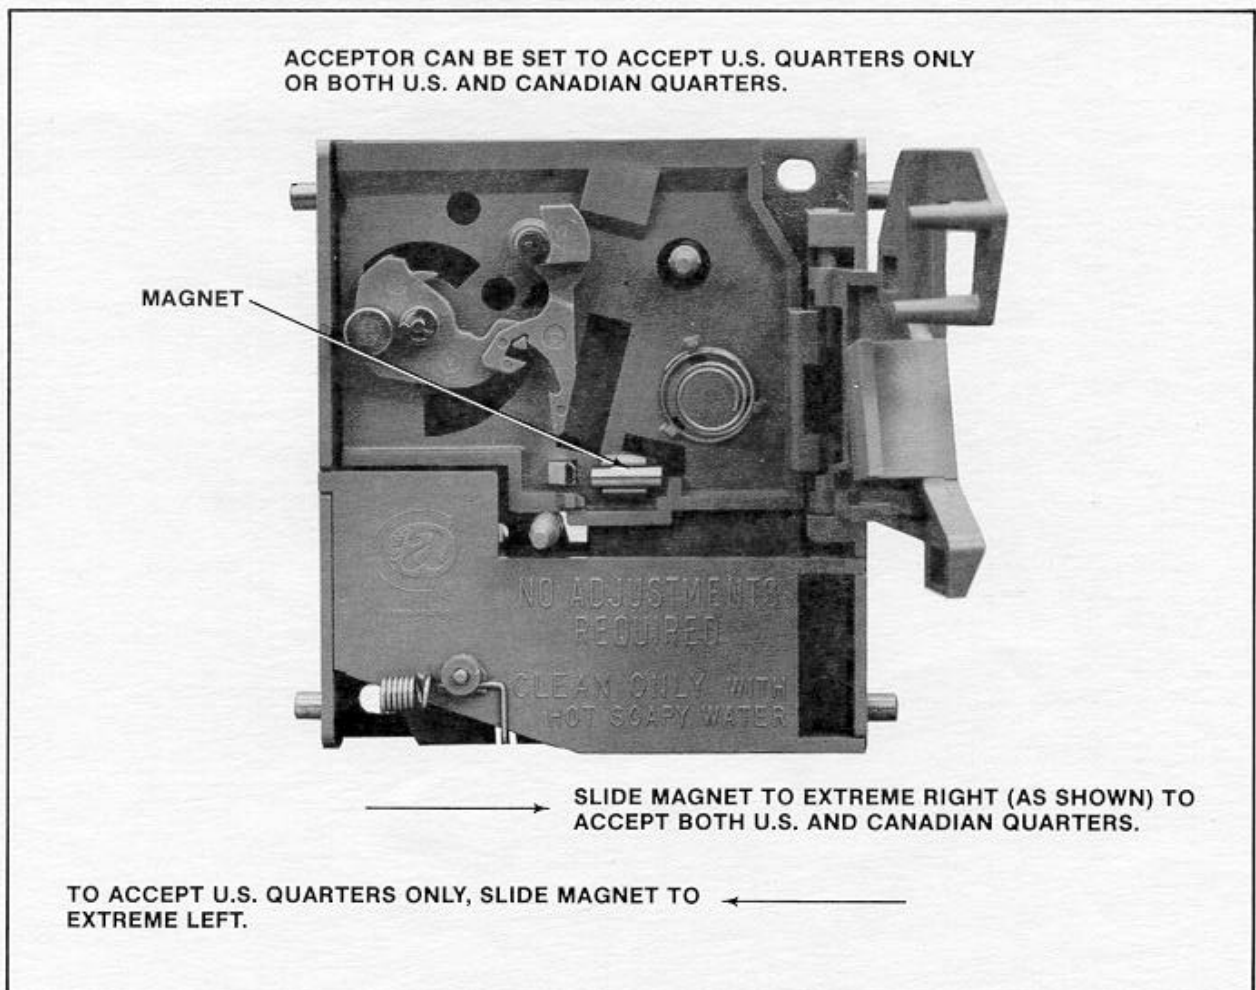 ACCEPTOR CAN BE SET TO ACCEPT U.S. QUARTERS ONLY
OR BOTH U.S. AND CANADIAN QUARTERS.
MAGNET
NO ADJUSTMENTS
REQUIRED
CLEAN ONLY WITH
HOT SOAPY WATER
SLIDE MAGNET TO EXTREME RIGHT (AS SHOWN) TO
ACCEPT BOTH U.S. AND CANADIAN QUARTERS.
TO ACCEPT U.S. QUARTERS ONLY, SLIDE MAGNET TO
EXTREME LEFT.